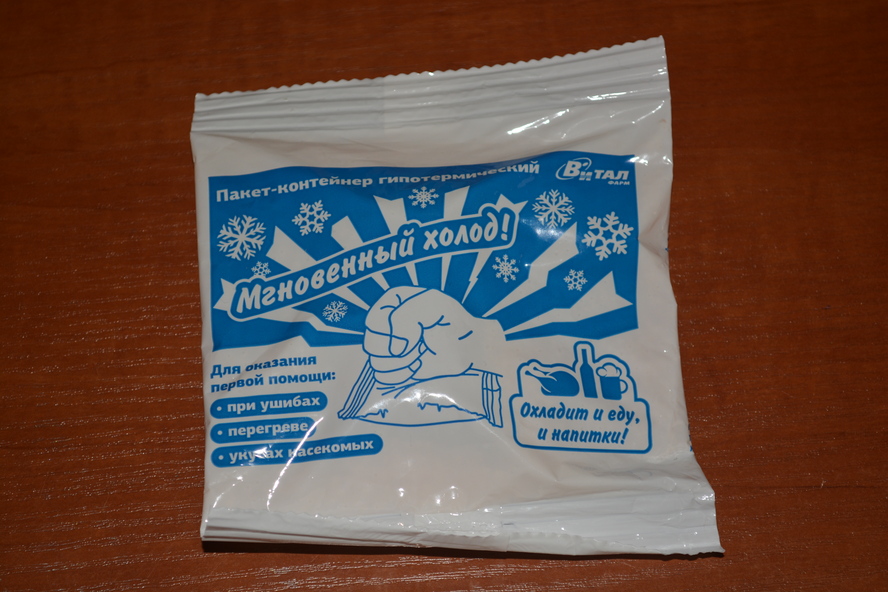 Пакет-контейнер гипотермический
ВиТАЛ
ФАРМ
Мгновенный холод!
Для оказания
первой помощи:
• при ушибах
• перегреве
• укусах насекомых
Охладит и еду,
и напитки!